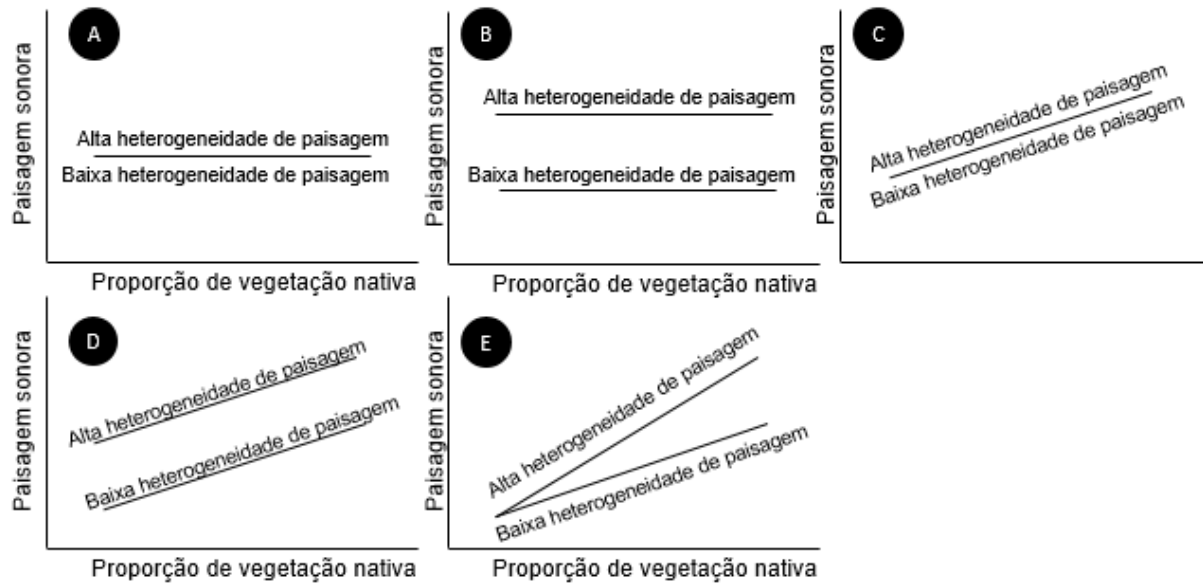 A
Paisagem sonora
Alta heterogeneidade de paisagem
Baixa heterogeneidade de paisagem
Proporção de vegetação nativa
B
Paisagem sonora
Alta heterogeneidade de paisagem
Baixa heterogeneidade de paisagem
Proporção de vegetação nativa
C
Paisagem sonora
Alta heterogeneidade de paisagem
Baixa heterogeneidade de paisagem
D
Paisagem sonora
Alta heterogeneidade de paisagem
Baixa heterogeneidade de paisagem
Proporção de vegetação nativa
E
Paisagem sonora
Alta heterogeneidade de paisagem
Baixa heterogeneidade de paisagem
Proporção de vegetação nativa